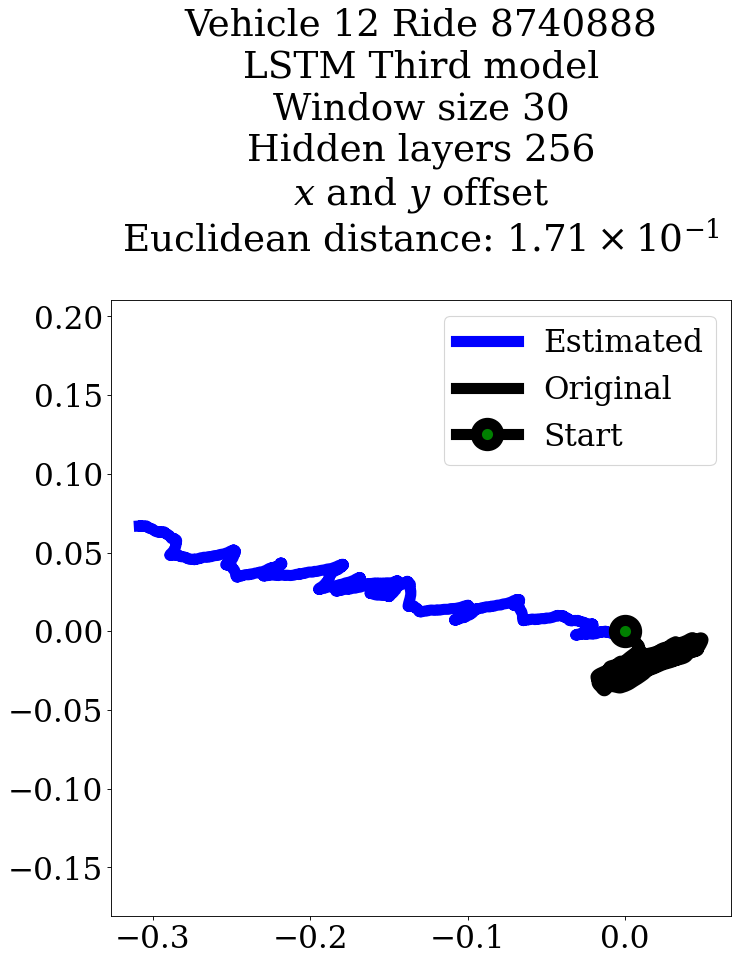 Vehicle 12 Ride 8740888
LSTM Third model
Window size 30
Hidden layers 256
x and y offset
Euclidean distance: 1.71 × 10⁻¹
Estimated
Original
Start
0.20
0.15
0.10
0.05
0.00
−0.05
−0.10
−0.15
−0.3 −0.2 −0.1 0.0